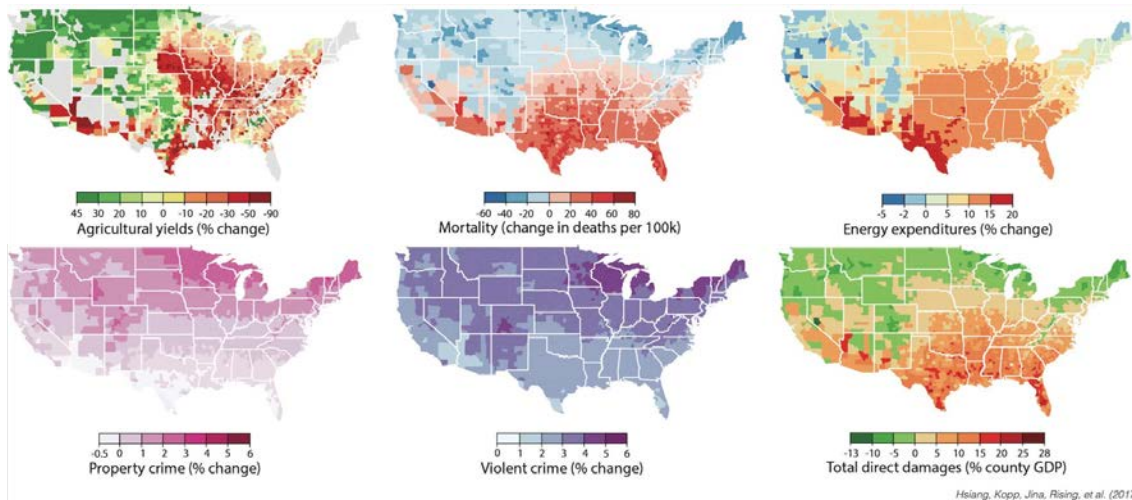 45 30 20 10 0 -10 -20 -30 -50 -90
Agricultural yields (% change)
-60 -40 -20 0 20 40 60 80
Mortality (change in deaths per 100k)
-5 -2 0 5 10 15 20
Energy expenditures (% change)
-0.5 0 1 2 3 4 5 6
Property crime (% change)
0 1 2 3 4 5 6
Violent crime (% change)
-13 -10 -5 0 5 10 15 20 25 28
Total direct damages (% county GDP)
Hsiang, Kopp, Jina, Rising, et al. (2017